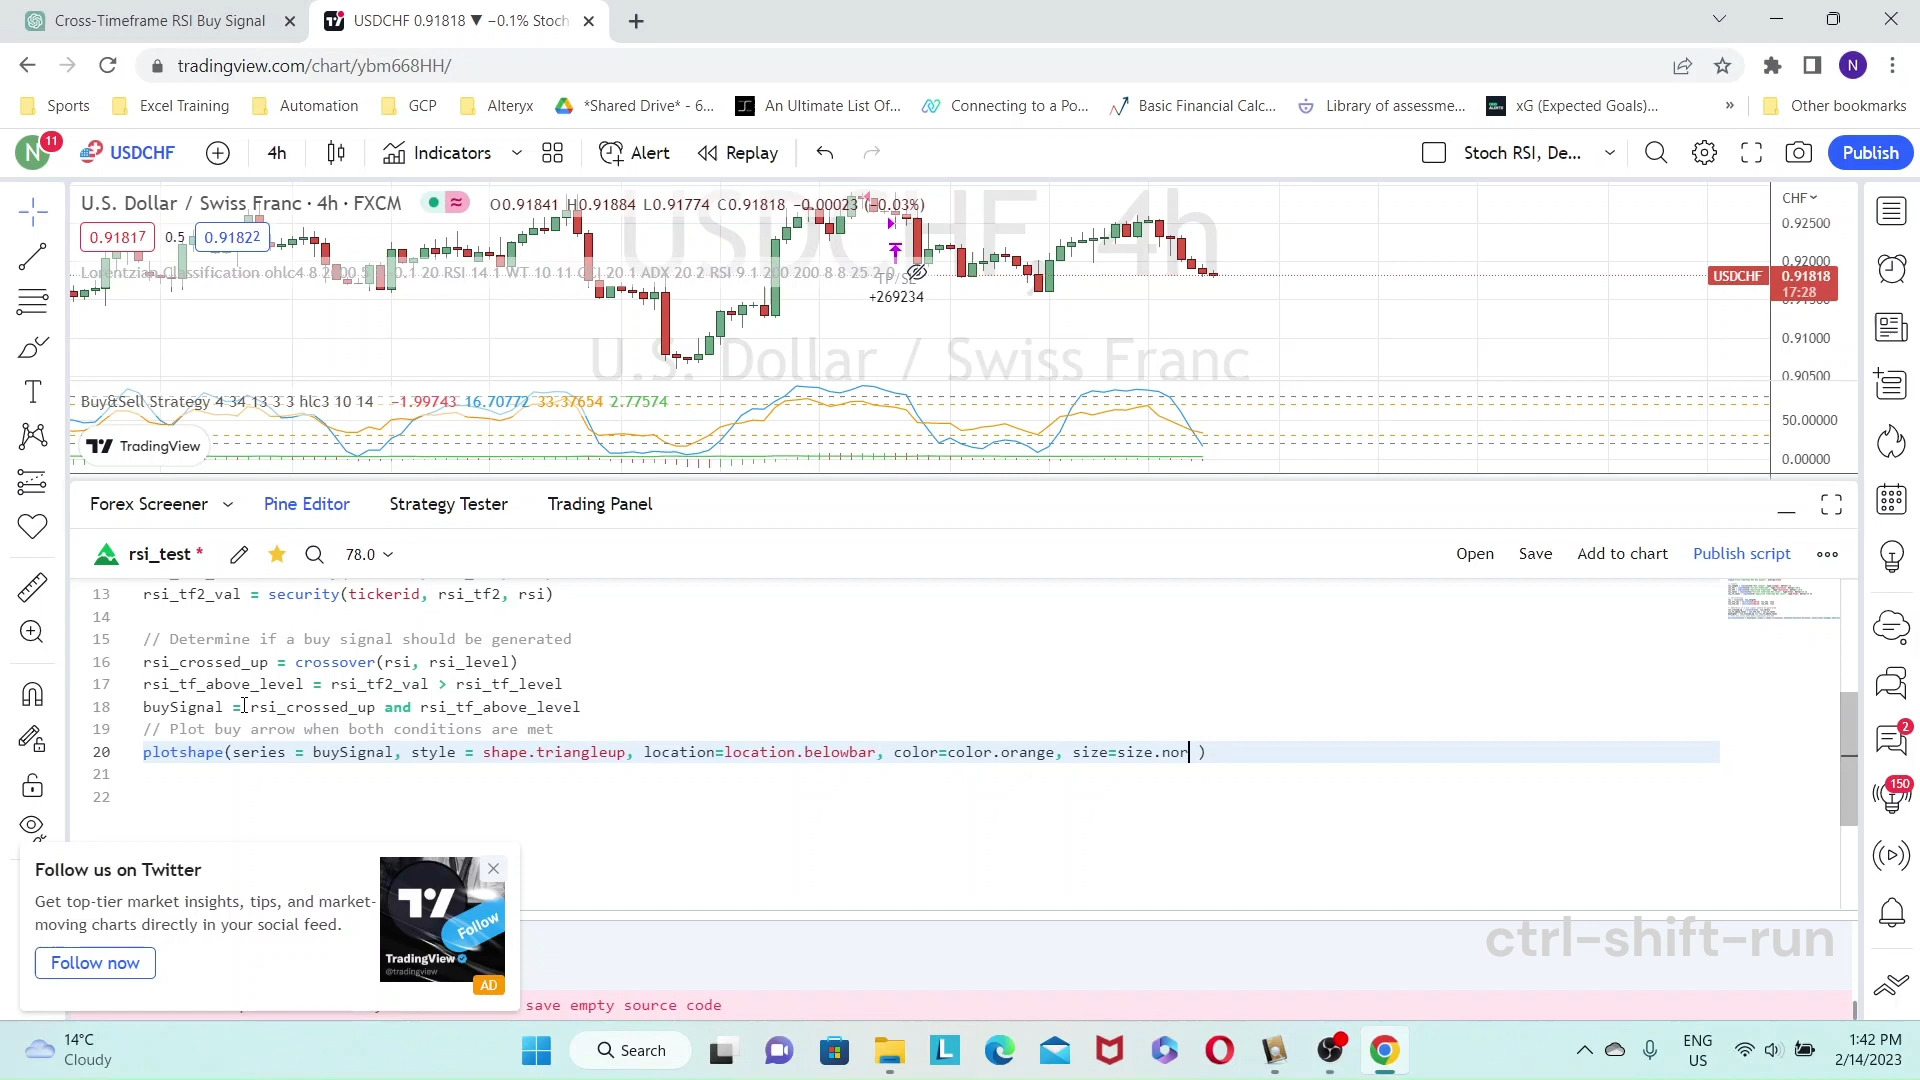 Cross-Timeframe RSI Buy Signal
USDCHF 0.91818 ▼ −0.1% Stoch
tradingview.com/chart/ybm668HH/
N
Sports
Excel Training
Automation
GCP
Alteryx
*Shared Drive* - 6...
An Ultimate List Of...
Connecting to a Po...
Basic Financial Calc...
Library of assessme...
xG (Expected Goals)...
»
Other bookmarks
N
11
USDCHF
4h
Indicators
Alert
Replay
Stoch RSI, De...
Publish
USDCHF, 4h
U.S. Dollar / Swiss Franc
U.S. Dollar / Swiss Franc · 4h · FXCM
O0.91841 H0.91884 L0.91774 C0.91818 −0.00023 (−0.03%)
0.91817
0.5
0.91822
TP/SL
+269234
CHF
0.92500
0.92000
USDCHF
0.91818
17:28
0.91000
0.90500
Buy&Sell Strategy 4 34 13 3 3 hlc3 10 14 −1.99743 16.70772 33.37654 2.77574
50.00000
0.00000
TradingView
Forex Screener
Pine Editor
Strategy Tester
Trading Panel
rsi_test *
78.0
Open
Save
Add to chart
Publish script
13 rsi_tf2_val = security(tickerid, rsi_tf2, rsi)
14
15 // Determine if a buy signal should be generated
16 rsi_crossed_up = crossover(rsi, rsi_level)
17 rsi_tf_above_level = rsi_tf2_val > rsi_tf_level
18 buySignal = rsi_crossed_up and rsi_tf_above_level
19 // Plot buy arrow when both conditions are met
20 plotshape(series = buySignal, style = shape.triangleup, location=location.belowbar, color=color.orange, size=size.nor )
21
22
2
150
Follow us on Twitter
Get top-tier market insights, tips, and market-
moving charts directly in your social feed.
Follow now
Follow
TradingView
@tradingview
AD
ctrl-shift-run
save empty source code
14°C
Cloudy
Search
ENG
US
1:42 PM
2/14/2023